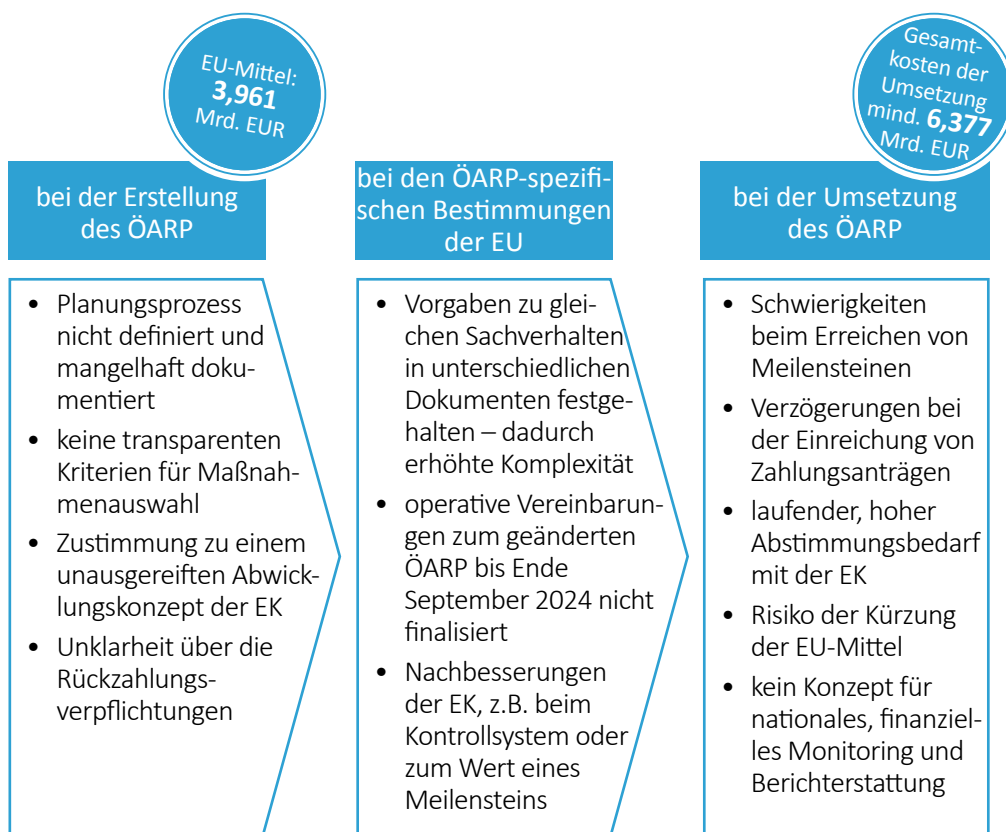 EU-Mittel:
3,961
Mrd. EUR
Gesamt-
kosten der
Umsetzung
mind. 6,377
Mrd. EUR
bei der Erstellung
des ÖARP
• Planungsprozess
nicht definiert und
mangelhaft doku-
mentiert
• keine transparenten
Kriterien für Maßnah-
menauswahl
• Zustimmung zu einem
unausgereiften Abwick-
lungskonzept der EK
• Unklarheit über die
Rückzahlungs-
verpflichtungen
bei den ÖARP-spezifi-
schen Bestimmungen
der EU
• Vorgaben zu glei-
chen Sachverhalten
in unterschiedlichen
Dokumenten festge-
halten – dadurch
erhöhte Komplexität
• operative Vereinbarun-
gen zum geänderten
ÖARP bis Ende
September 2024 nicht
finalisiert
• Nachbesserungen
der EK, z.B. beim
Kontrollsystem oder
zum Wert eines
Meilensteins
bei der Umsetzung
des ÖARP
• Schwierigkeiten
beim Erreichen von
Meilensteinen
• Verzögerungen bei
der Einreichung von
Zahlungsanträgen
• laufender, hoher
Abstimmungsbedarf
mit der EK
• Risiko der Kürzung
der EU-Mittel
• kein Konzept für
nationales, finanziel-
les Monitoring und
Berichterstattung